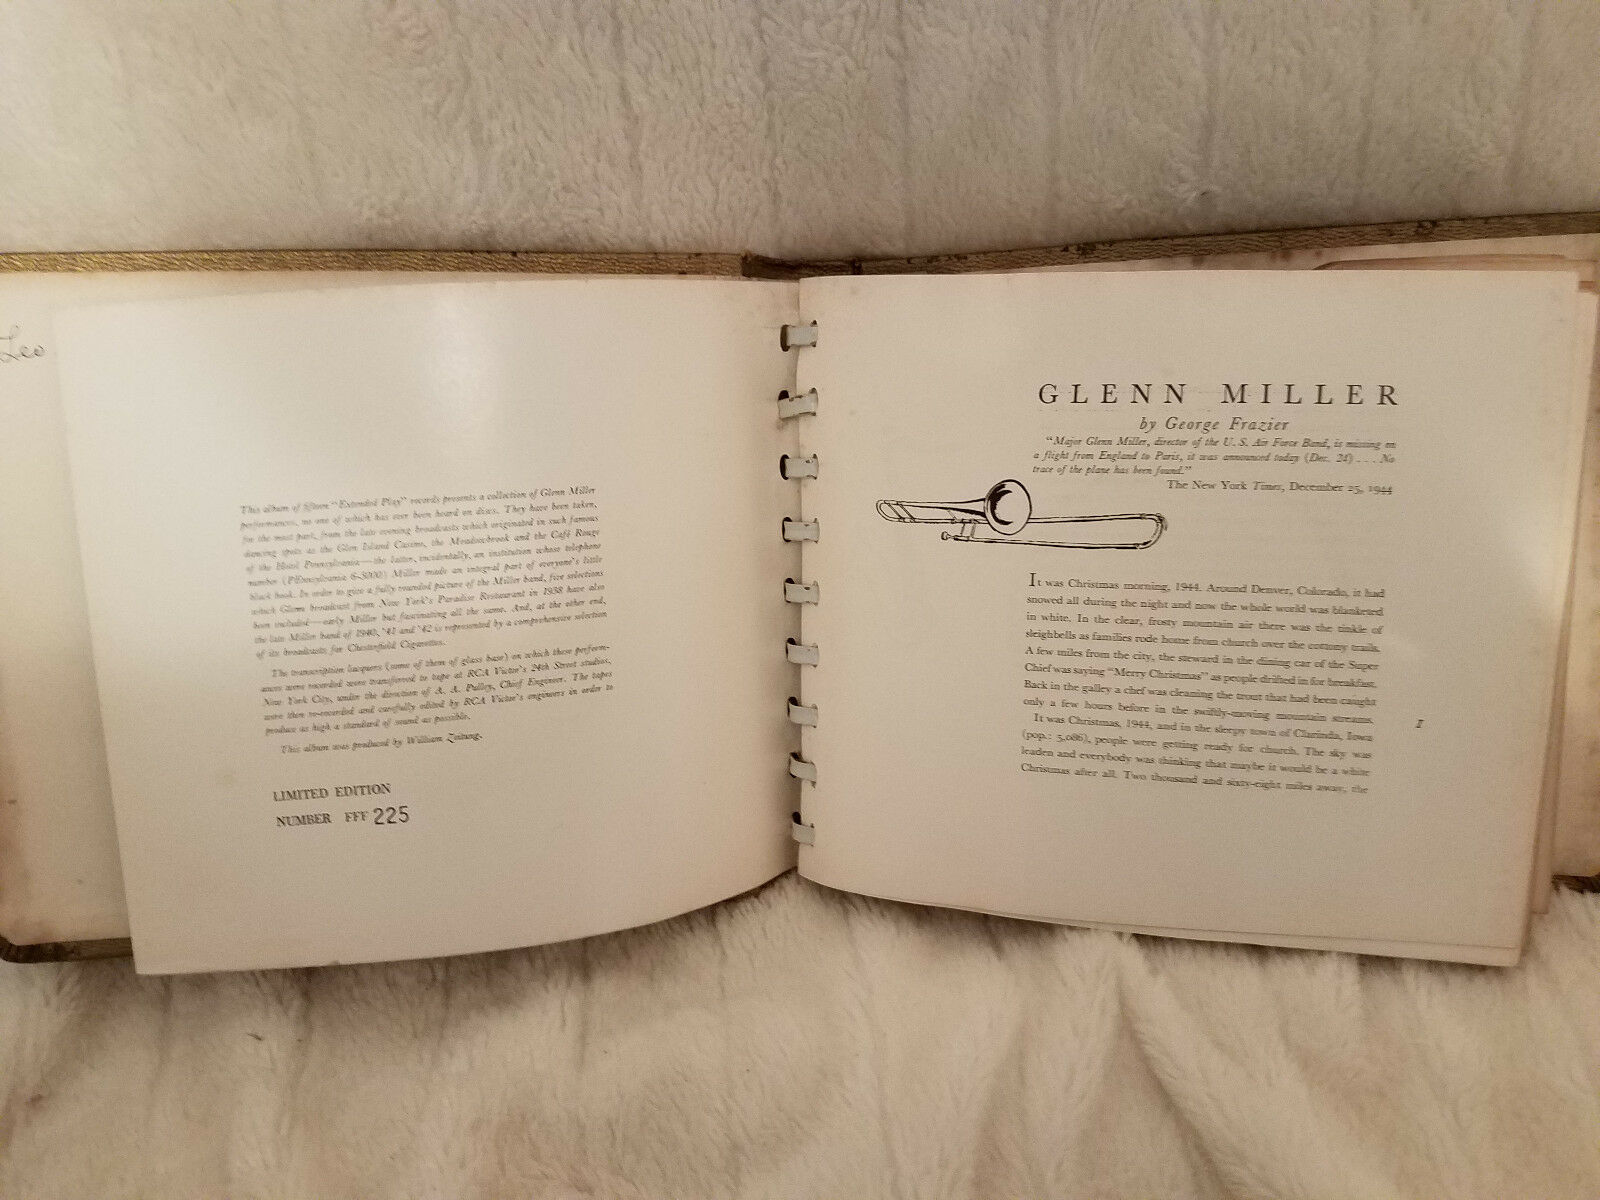 Leo
This album of fifteen "Extended Play" records presents a collection of Glenn Miller
performances, no one of which has ever been heard on discs. They have been taken,
for the most part, from the late evening broadcasts which originated in such famous
dancing spots as the Glen Island Casino, the Meadowbrook and the Café Rouge
of the Hotel Pennsylvania—the latter, incidentally, an institution whose telephone
number (PEnnsylvania 6-5000) Miller made an integral part of everyone's little
black book. In order to give a fully rounded picture of the Miller band, five selections
which Glenn broadcast from New York's Paradise Restaurant in 1938 have also
been included—early Miller but fascinating all the same. And, at the other end,
the late Miller band of 1940, '41 and '42 is represented by a comprehensive selection
of its broadcasts for Chesterfield Cigarettes.
The transcription lacquers (some of them of glass base) on which these perform-
ances were recorded were transferred to tape at RCA Victor's 24th Street studios,
New York City, under the direction of A. A. Pulley, Chief Engineer. The tapes
were then re-recorded and carefully edited by RCA Victor's engineers in order to
produce as high a standard of sound as possible.
This album was produced by William Zeitung.
LIMITED EDITION
NUMBER FFF 225
GLENN MILLER
by George Frazier
"Major Glenn Miller, director of the U. S. Air Force Band, is missing on
a flight from England to Paris, it was announced today (Dec. 24) . . . No
trace of the plane has been found."
The New York Times, December 25, 1944
It was Christmas morning, 1944. Around Denver, Colorado, it had
snowed all during the night and now the whole world was blanketed
in white. In the clear, frosty mountain air there was the tinkle of
sleighbells as families rode home from church over the cottony trails.
A few miles from the city, the steward in the dining car of the Super
Chief was saying "Merry Christmas" as people drifted in for breakfast.
Back in the galley a chef was cleaning the trout that had been caught
only a few hours before in the swiftly-moving mountain streams.
It was Christmas, 1944, and in the sleepy town of Clarinda, Iowa
(pop.: 5,086), people were getting ready for church. The sky was
leaden and everybody was thinking that maybe it would be a white
Christmas after all. Two thousand and sixty-eight miles away, the
I